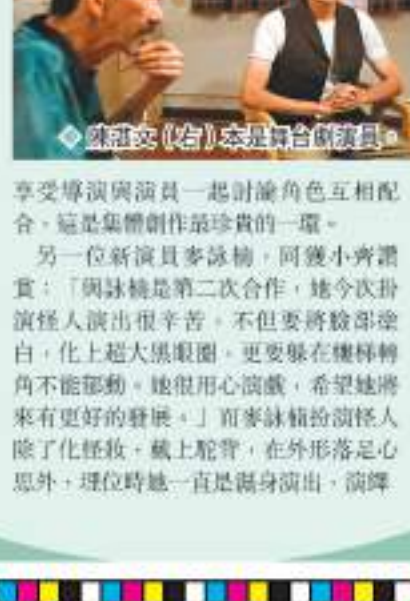 ◆陳湛文（右）本是舞台劇演員。
享受導演與演員一起討論角色互相配
合，這是集體創作最珍貴的一環。
另一位新演員麥詠楠，同獲小齊讚
賞：「與詠楠是第二次合作，她今次扮
演怪人演出很辛苦，不但要將臉部塗
白，化上超大黑眼圈，更要躲在樓梯轉
角不能郁動。她很用心演戲，希望她將
來有更好的發展。」而麥詠楠扮演怪人
除了化怪妝，戴上駝背，在外形落足心
思外，埋位時她一直是濕身演出，演繹